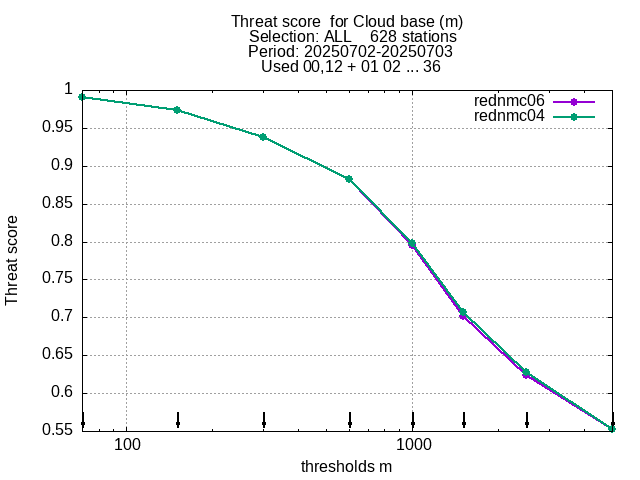 Threat score  for Cloud base (m)
Selection: ALL    628 stations
Period: 20250702-20250703
Used 00,12 + 01 02 ... 36
rednmc06
rednmc04
1
0.95
0.9
0.85
0.8
0.75
0.7
0.65
0.6
0.55
Threat score
100
1000
thresholds m